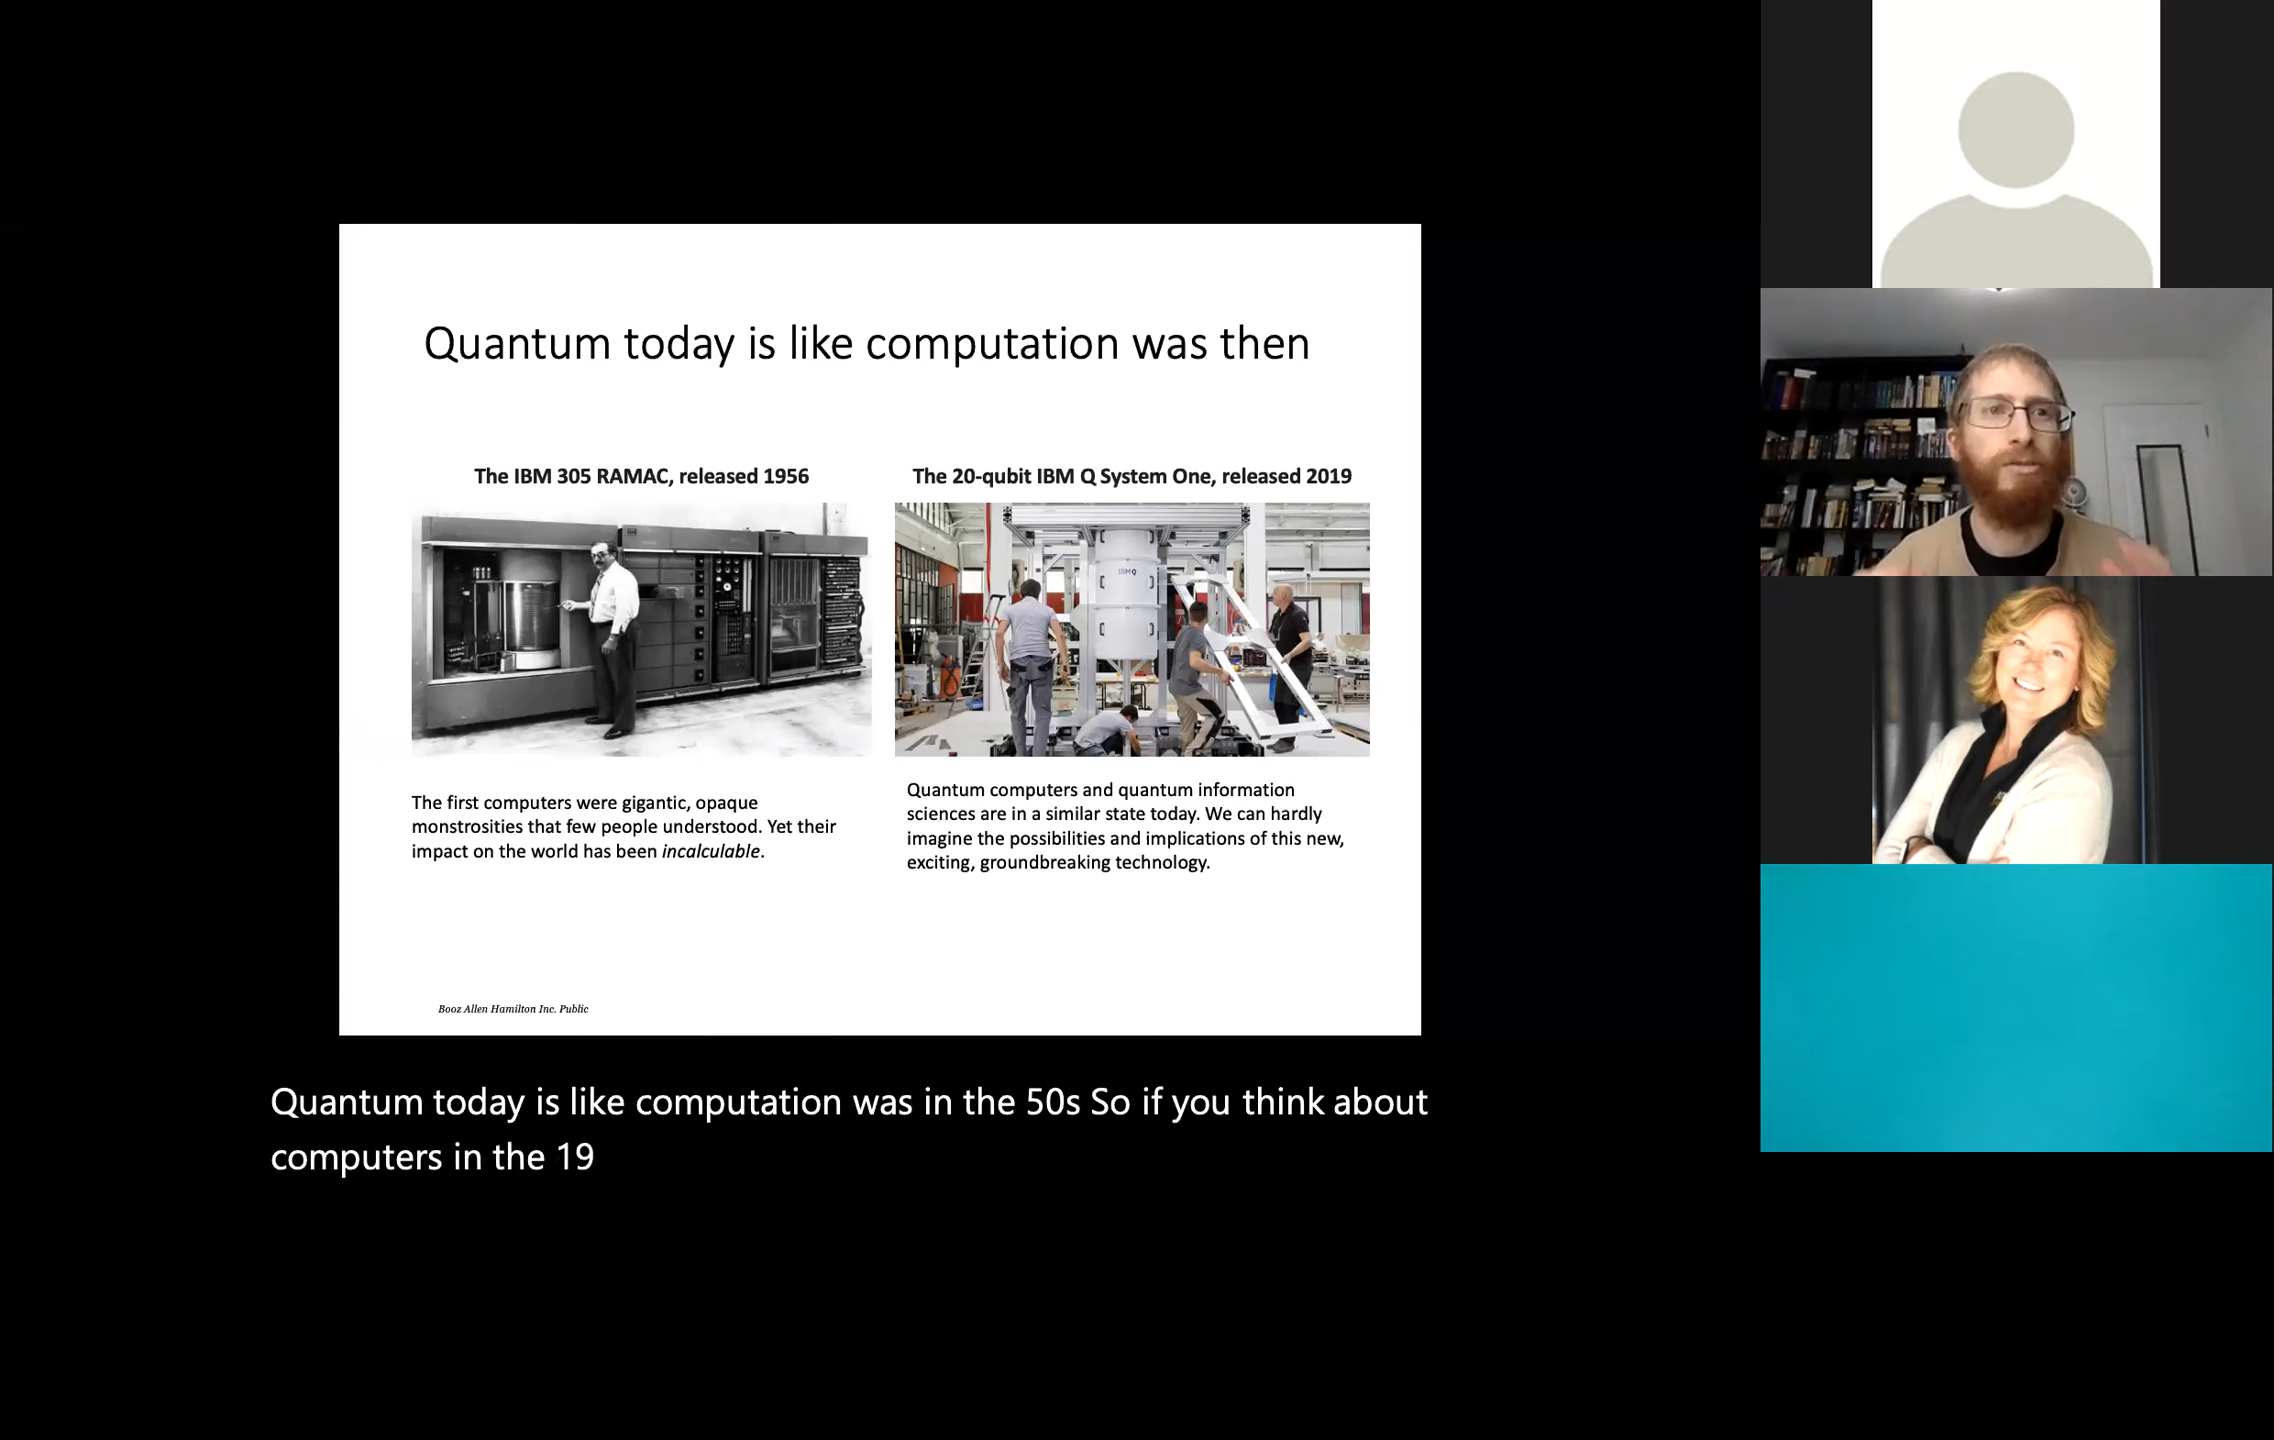 Quantum today is like computation was then
The IBM 305 RAMAC, released 1956
The 20-qubit IBM Q System One, released 2019
IBM Q
The first computers were gigantic, opaque
monstrosities that few people understood. Yet their
impact on the world has been incalculable.
Quantum computers and quantum information
sciences are in a similar state today. We can hardly
imagine the possibilities and implications of this new,
exciting, groundbreaking technology.
Booz Allen Hamilton Inc. Public
Quantum today is like computation was in the 50s So if you think about
computers in the 19